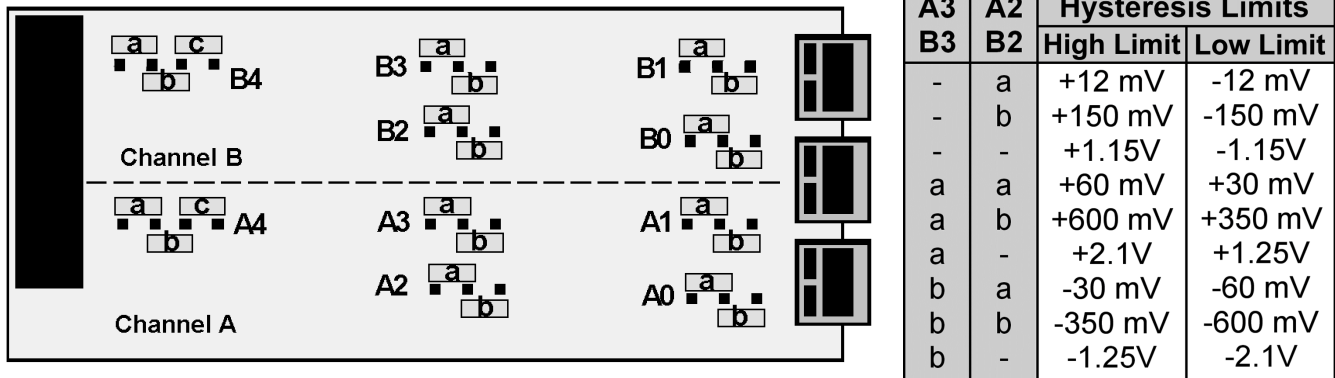 a c
b B4
B3 a
b
B2 a
b
B1 a
b
B0 a
b
Channel B
a c
b A4
A3 a
b
A2 a
b
A1 a
b
A0 a
b
Channel A
A3 A2 Hysteresis Limits
B3 B2 High Limit Low Limit
- a +12 mV -12 mV
- b +150 mV -150 mV
- - +1.15V -1.15V
a a +60 mV +30 mV
a b +600 mV +350 mV
a - +2.1V +1.25V
b a -30 mV -60 mV
b b -350 mV -600 mV
b - -1.25V -2.1V